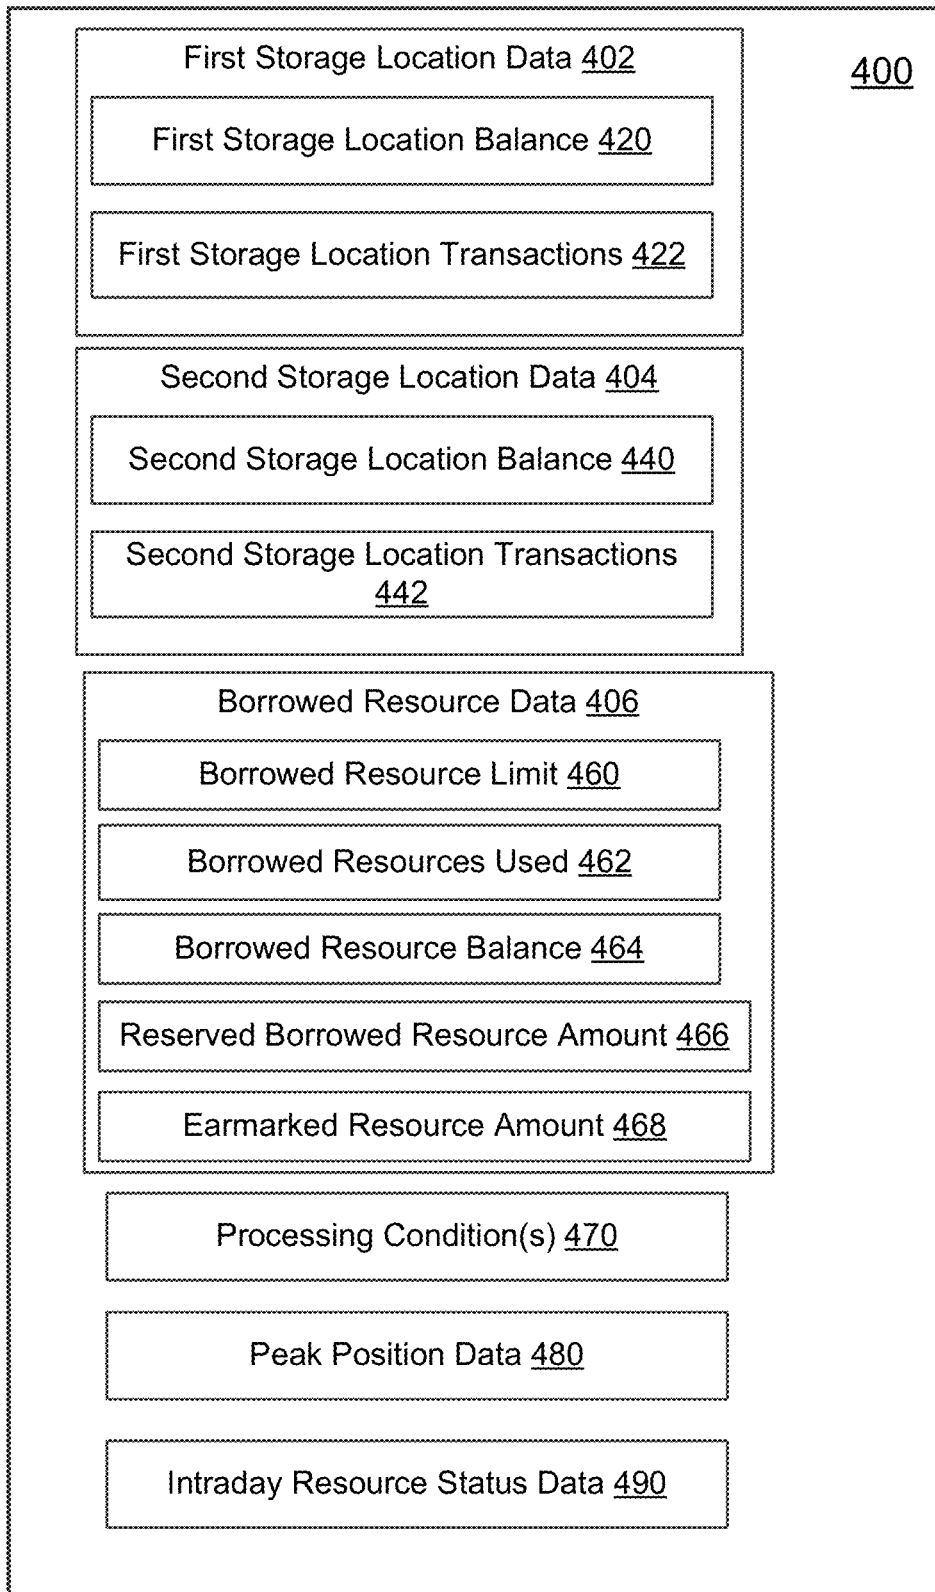 First Storage Location Data 402
400
First Storage Location Balance 420
First Storage Location Transactions 422
Second Storage Location Data 404
Second Storage Location Balance 440
Second Storage Location Transactions
442
Borrowed Resource Data 406
Borrowed Resource Limit 460
Borrowed Resources Used 462
Borrowed Resource Balance 464
Reserved Borrowed Resource Amount 466
Earmarked Resource Amount 468
Processing Condition(s) 470
Peak Position Data 480
Intraday Resource Status Data 490